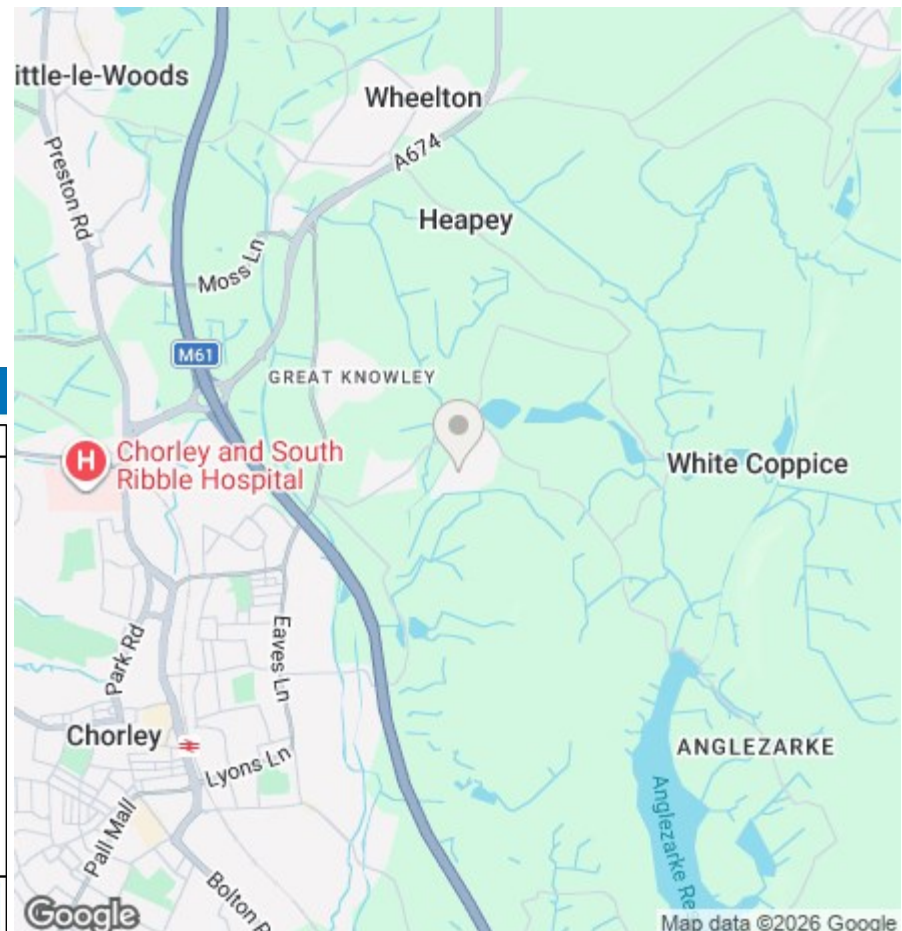 ittle-le-Woods
Wheelton
A674
Preston Rd
Heapey
Moss Ln
M61
GREAT KNOWLEY
H
Chorley and South
Ribble Hospital
White Coppice
Eaves Ln
Park Rd
Chorley
Lyons Ln
ANGLEZARKE
Anglezarke Re
Pall Mall
Bolton R
Google
Map data ©2026 Google